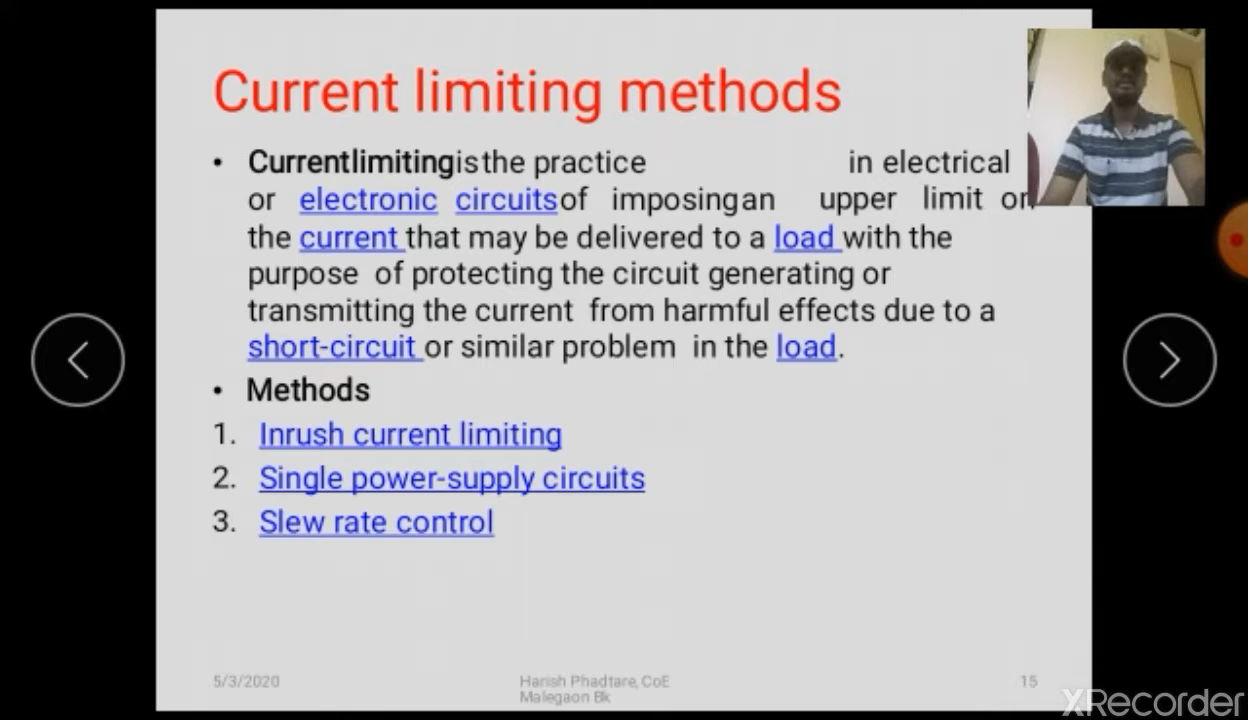 Current limiting methods
• Currentlimitingisthe practice in electrical
or electronic circuitsof imposingan upper limit on
the current that may be delivered to a load with the
purpose of protecting the circuit generating or
transmitting the current from harmful effects due to a
short-circuit or similar problem in the load.
• Methods
1. Inrush current limiting
2. Single power-supply circuits
3. Slew rate control
5/3/2020
Harish Phadtare, CoE
Malegaon Bk
15
XRecorder